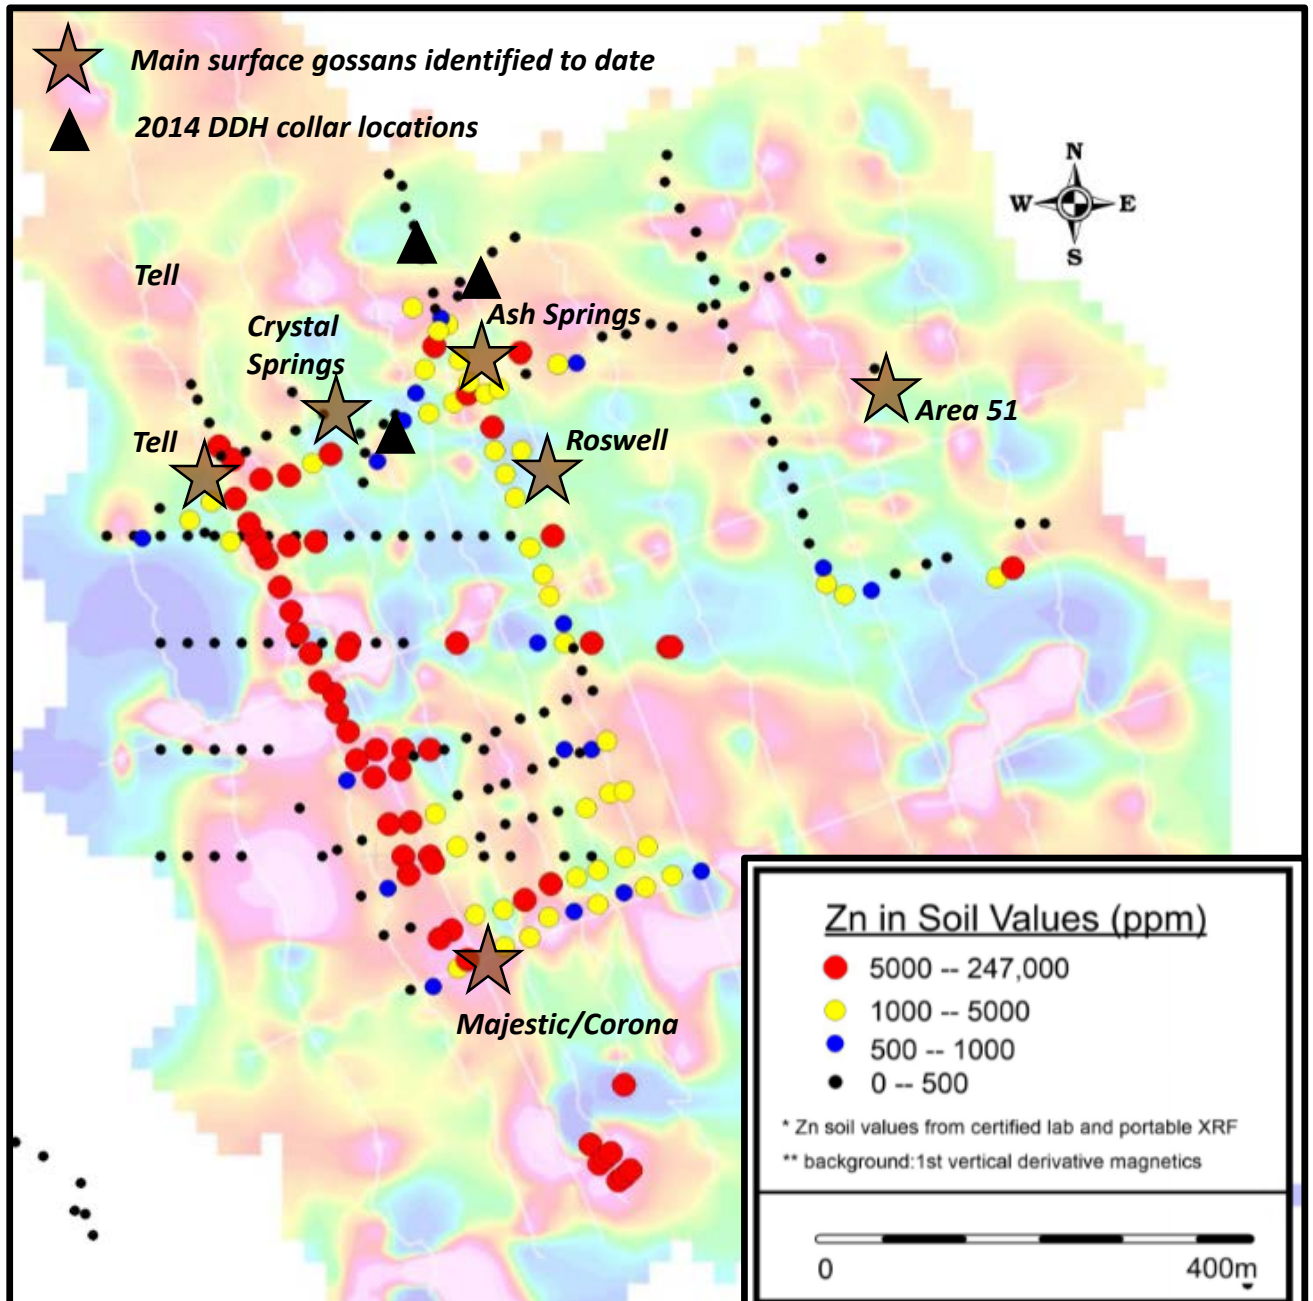 Main surface gossans identified to date
2014 DDH collar locations
N
W E
S
Tell
Ash Springs
Crystal
Springs
Area 51
Tell
Roswell
Majestic/Corona
Zn in Soil Values (ppm)
5000 -- 247,000
1000 -- 5000
500 -- 1000
0 -- 500
* Zn soil values from certified lab and portable XRF
** background:1st vertical derivative magnetics
0 400m